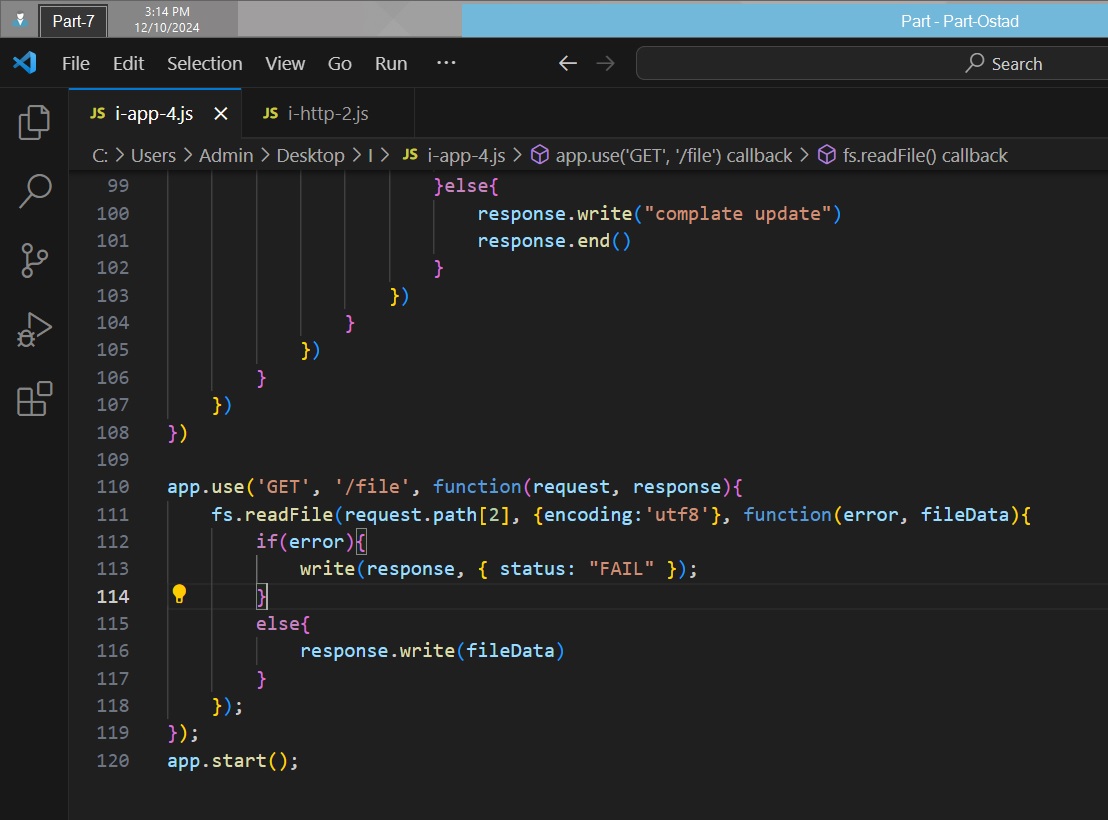 Part-7
3:14 PM
12/10/2024
Part - Part-Ostad
File Edit Selection View Go Run ··· ← → Search
JS i-app-4.js × JS i-http-2.js
C: > Users > Admin > Desktop > I > JS i-app-4.js > app.use('GET', '/file') callback > fs.readFile() callback
99 }else{
100 response.write("complate update")
101 response.end()
102 }
103 })
104 }
105 })
106 }
107 })
108 })
109
110 app.use('GET', '/file', function(request, response){
111 fs.readFile(request.path[2], {encoding:'utf8'}, function(error, fileData){
112 if(error){
113 write(response, { status: "FAIL" });
114 }
115 else{
116 response.write(fileData)
117 }
118 });
119 });
120 app.start();